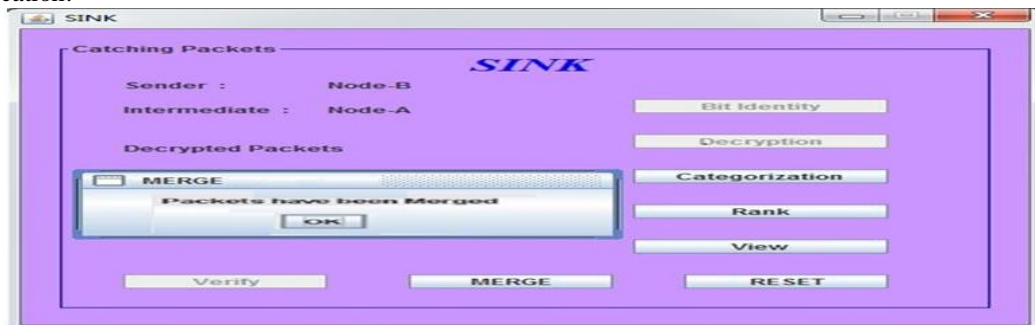 SINK
Catching Packets
SINK
Sender : Node-B
Intermediate : Node-A
Bit Identity
Decrypted Packets
Decryption
MERGE
Categorization
Packets have been Merged
OK
Rank
View
Verify MERGE RESET